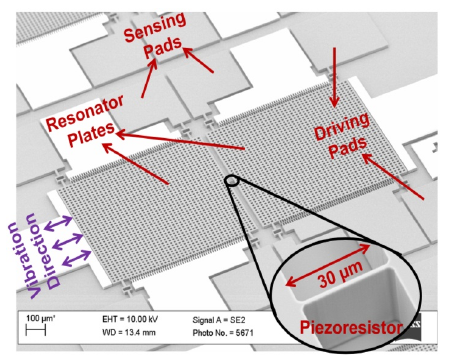 Sensing
Pads
Resonator
Plates
Driving
Pads
Vibration
Direction
30 µm
Piezoresistor
100 µm
EHT = 10.00 kV
WD = 13.4 mm
Signal A = SE2
Photo No. = 5671